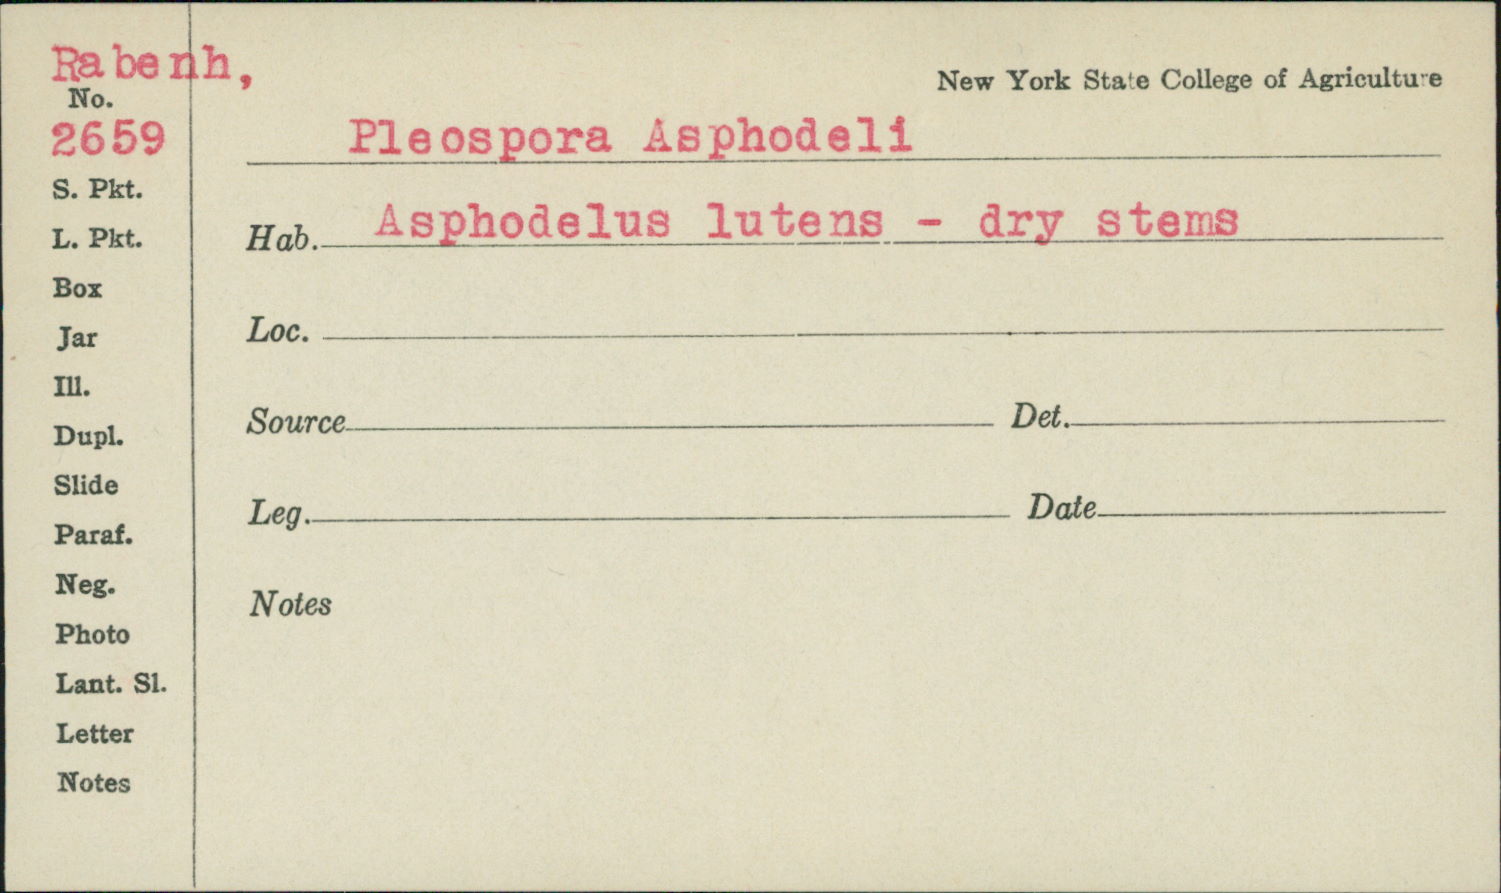 Rabenh,
New York State College of Agriculture
No.
2659
Pleospora Asphodeli
S. Pkt.
L. Pkt.
Hab. Asphodelus lutens - dry stems
Box
Loc.
Jar
Ill.
Source Det.
Dupl.
Slide
Leg. Date
Paraf.
Neg.
Notes
Photo
Lant. Sl.
Letter
Notes